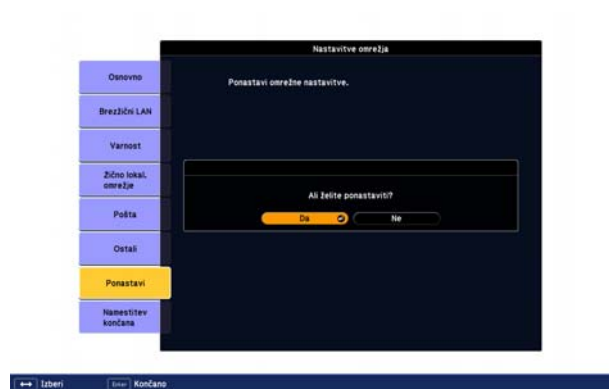 Nastavitve omrežja
Osnovno
Ponastavi omrežne nastavitve.
Brezžični LAN
Varnost
Žično lokal.
omrežje
Ali želite ponastaviti?
Da
Ne
Pošta
Ostali
Ponastavi
Namestitev
končana
Izberi
Enter Končano